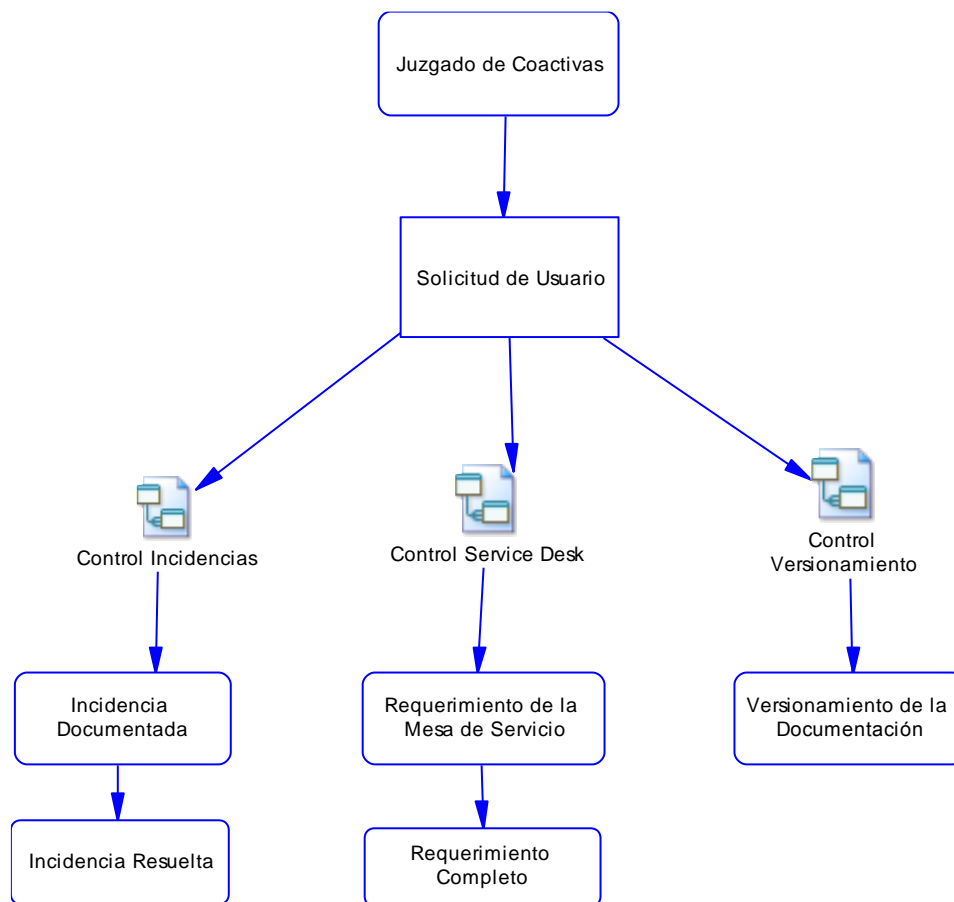 Juzgado de Coactivas
Solicitud de Usuario
Control Incidencias
Control Service Desk
Control
Versionamiento
Incidencia
Documentada
Requerimiento de la
Mesa de Servicio
Versionamiento de la
Documentación
Incidencia Resuelta
Requerimiento
Completo